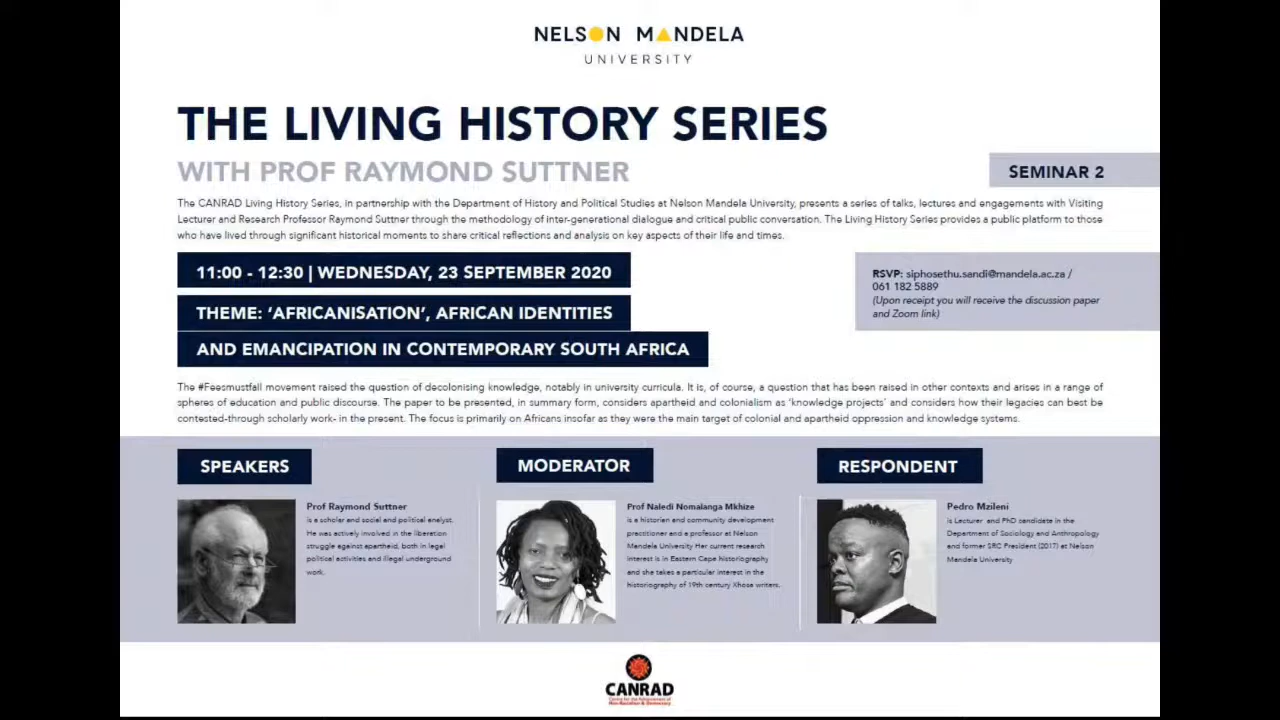 NELSON MANDELA
UNIVERSITY
THE LIVING HISTORY SERIES
WITH PROF RAYMOND SUTTNER
SEMINAR 2
The CANRAD Living History Series, in partnership with the Department of History and Political Studies at Nelson Mandela University, presents a series of talks, lectures and engagements with Visiting
Lecturer and Research Professor Raymond Suttner through the methodology of inter-generational dialogue and critical public conversation. The Living History Series provides a public platform to those
who have lived through significant historical moments to share critical reflections and analysis on key aspects of their life and times.
11:00 - 12:30 | WEDNESDAY, 23 SEPTEMBER 2020
THEME: ‘AFRICANISATION’, AFRICAN IDENTITIES
AND EMANCIPATION IN CONTEMPORARY SOUTH AFRICA
RSVP: siphosethu.sandi@mandela.ac.za /
061 182 5889
(Upon receipt you will receive the discussion paper
and Zoom link)
The #Feesmustfall movement raised the question of decolonising knowledge, notably in university curricula. It is, of course, a question that has been raised in other contexts and arises in a range of
spheres of education and public discourse. The paper to be presented, in summary form, considers apartheid and colonialism as ‘knowledge projects’ and considers how their legacies can best be
contested-through scholarly work- in the present. The focus is primarily on Africans insofar as they were the main target of colonial and apartheid oppression and knowledge systems.
SPEAKERS
Prof Raymond Suttner
is a scholar and social and political analyst.
He was actively involved in the liberation
struggle against apartheid, both in legal
political activities and illegal underground
work.
MODERATOR
Prof Naledi Nomalanga Mkhize
is a historian and community development
practitioner and a professor at Nelson
Mandela University Her current research
interest is in Eastern Cape historiography
and she takes a particular interest in the
historiography of 19th century Xhosa writers.
RESPONDENT
Pedro Mzileni
is Lecturer and PhD candidate in the
Department of Sociology and Anthropology
and former SRC President (2017) at Nelson
Mandela University
CANRAD
Centre for the Advancement of
Non-Racialism & Democracy